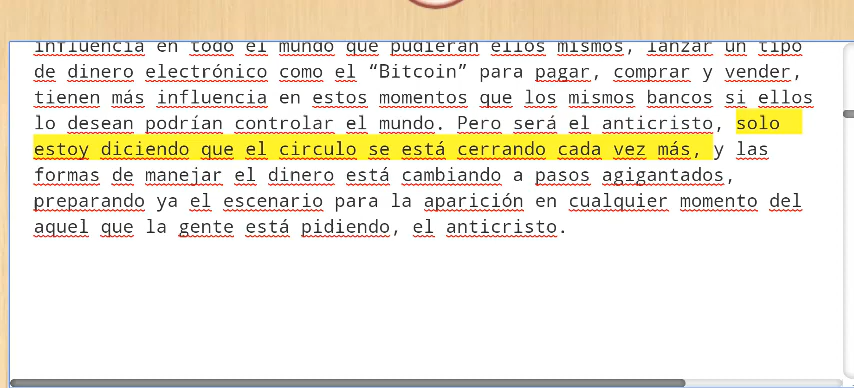 influencia en todo el mundo que pudieran ellos mismos, lanzar un tipo
de dinero electrónico como el “Bitcoin” para pagar, comprar y vender,
tienen más influencia en estos momentos que los mismos bancos si ellos
lo desean podrían controlar el mundo. Pero será el anticristo, solo
estoy diciendo que el circulo se está cerrando cada vez más, y las
formas de manejar el dinero está cambiando a pasos agigantados,
preparando ya el escenario para la aparición en cualquier momento del
aquel que la gente está pidiendo, el anticristo.